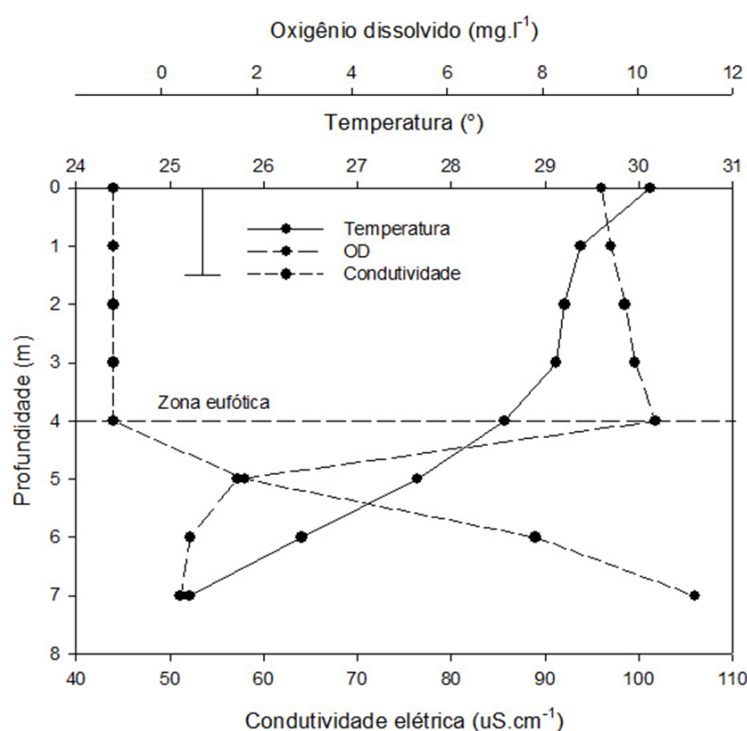 Oxigênio dissolvido (mg.l-1)
0 2 4 6 8 10 12
Temperatura (°)
24 25 26 27 28 29 30 31
Temperatura
OD
Condutividade
Zona eufótica
Profundidade (m)
0
1
2
3
4
5
6
7
8
40 50 60 70 80 90 100 110
Condutividade elétrica (uS.cm-1)